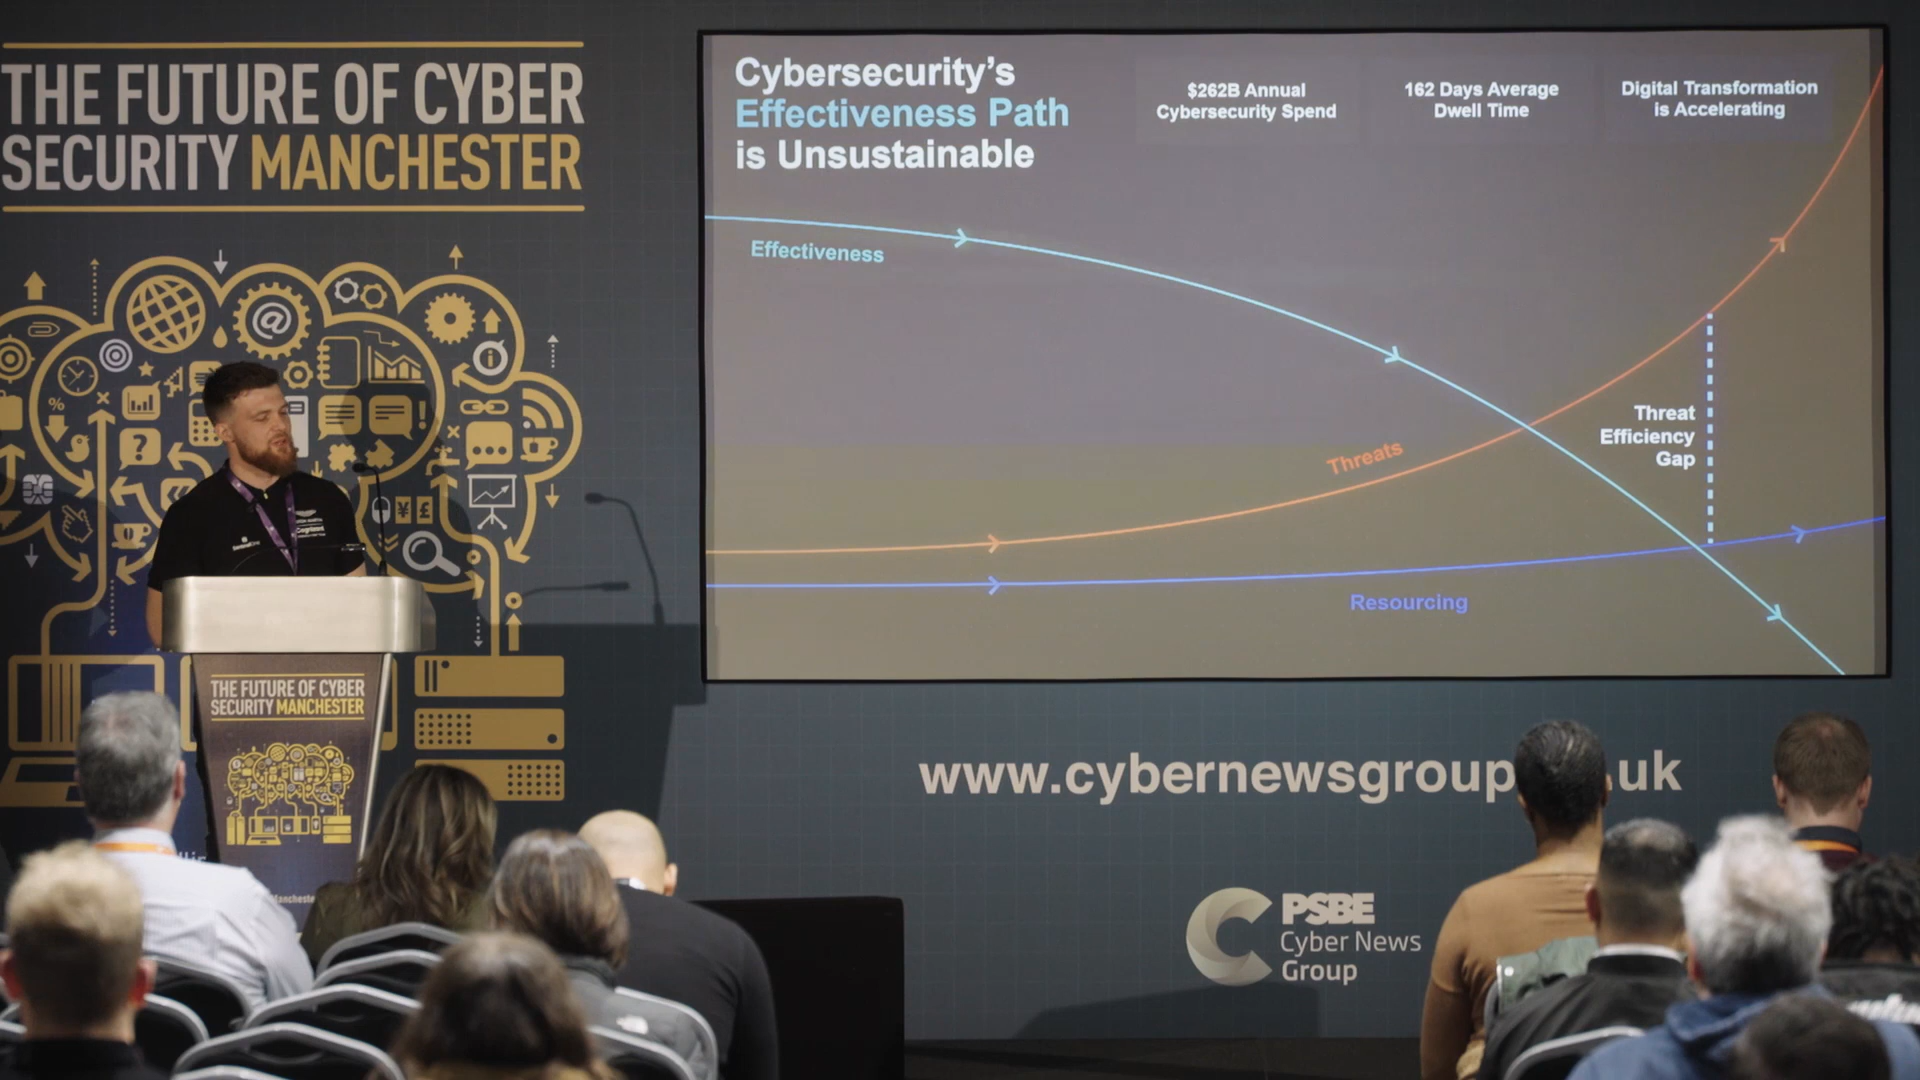 THE FUTURE OF CYBER
SECURITY MANCHESTER
Cybersecurity's
Effectiveness Path
is Unsustainable
$262B Annual
Cybersecurity Spend
162 Days Average
Dwell Time
Digital Transformation
is Accelerating
Effectiveness
Threats
Threat
Efficiency
Gap
Resourcing
THE FUTURE OF CYBER
SECURITY MANCHESTER
www.cybernewsgroup
.uk
PSBE
Cyber News
Group